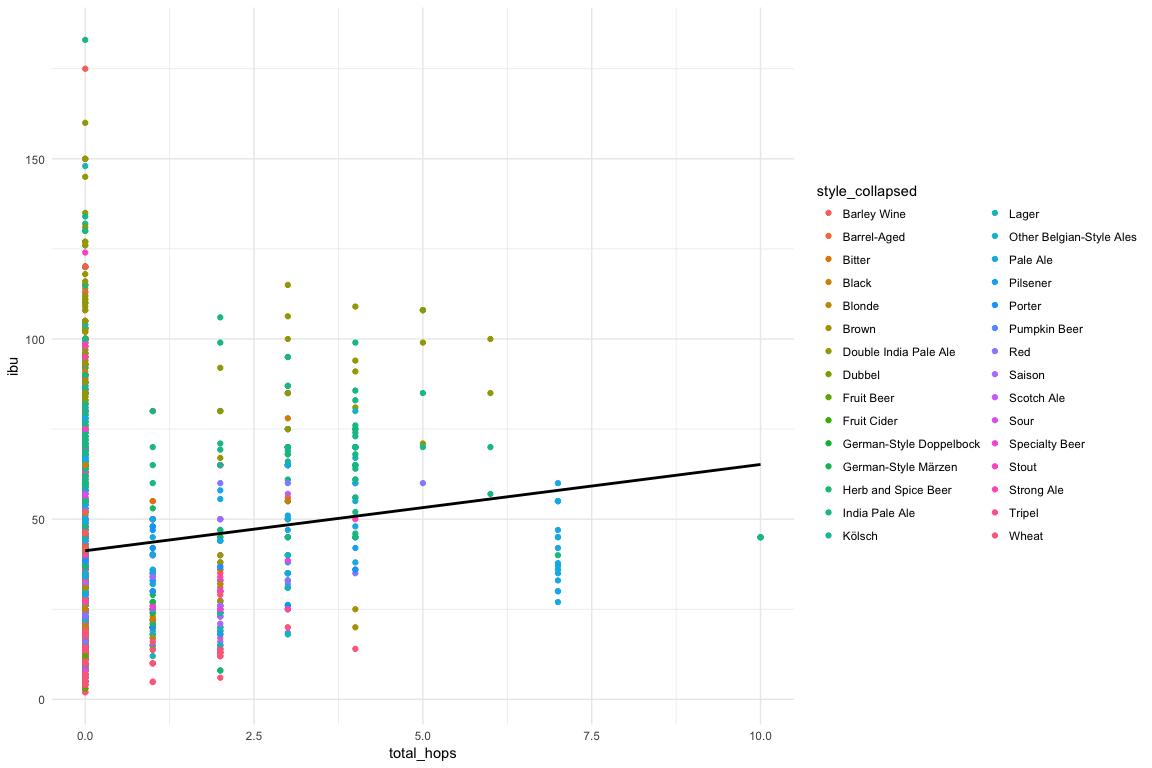 150
100
50
0
ibu
0.0 2.5 5.0 7.5 10.0
total_hops
style_collapsed
Barley Wine
Barrel-Aged
Bitter
Black
Blonde
Brown
Double India Pale Ale
Dubbel
Fruit Beer
Fruit Cider
German-Style Doppelbock
German-Style Märzen
Herb and Spice Beer
India Pale Ale
Kölsch
Lager
Other Belgian-Style Ales
Pale Ale
Pilsener
Porter
Pumpkin Beer
Red
Saison
Scotch Ale
Sour
Specialty Beer
Stout
Strong Ale
Tripel
Wheat